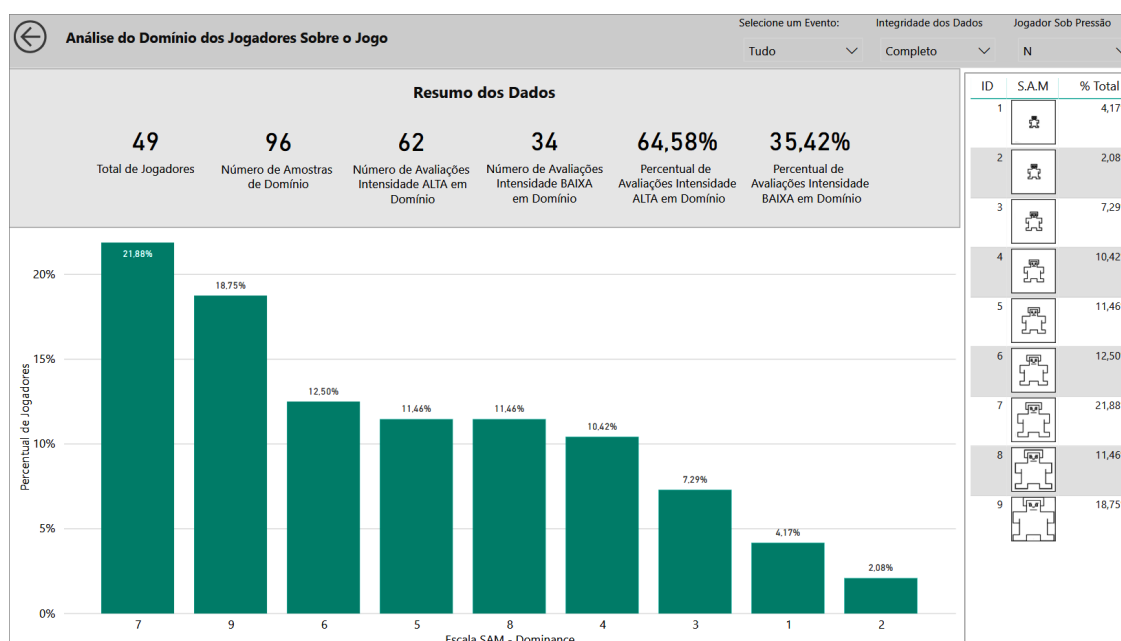 Análise do Domínio dos Jogadores Sobre o Jogo
Selecione um Evento:
Tudo
Integridade dos Dados
Completo
Jogador Sob Pressão
N
Resumo dos Dados
49
Total de Jogadores
96
Número de Amostras
de Domínio
62
Número de Avaliações
Intensidade ALTA em
Domínio
34
Número de Avaliações
Intensidade BAIXA
em Domínio
64,58%
Percentual de
Avaliações Intensidade
ALTA em Domínio
35,42%
Percentual de
Avaliações Intensidade
BAIXA em Domínio
Percentual de Jogadores
20%
15%
10%
5%
0%
21,88%
18,75%
12,50%
11,46%
11,46%
10,42%
7,29%
4,17%
2,08%
7 9 6 5 8 4 3 1 2
Escala SAM - Dominance
ID S.A.M % Total
1 4,17
2 2,08
3 7,29
4 10,42
5 11,46
6 12,50
7 21,88
8 11,46
9 18,75